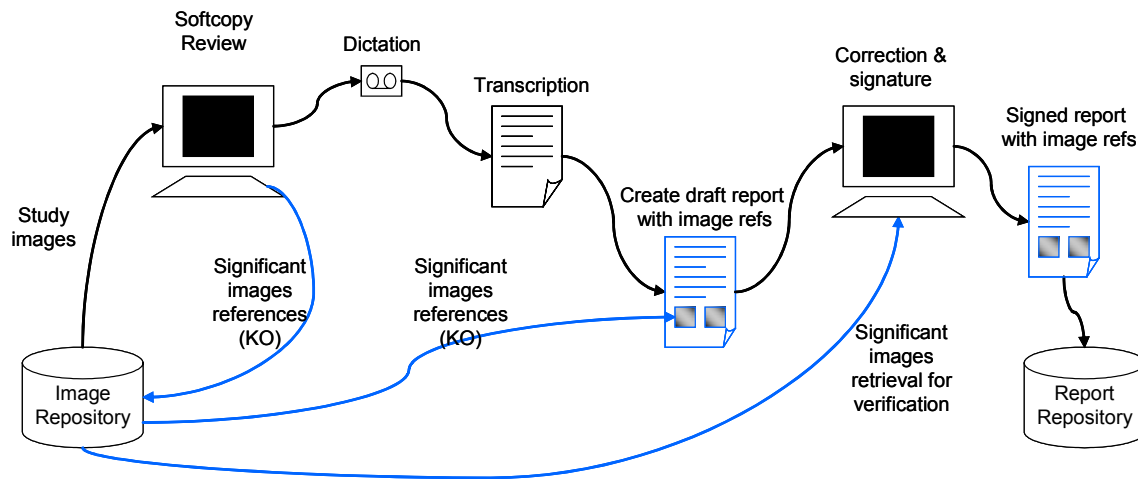 Softcopy
Review
Dictation
Transcription
Correction &
signature
Signed report
with image refs
Create draft report
with image refs
Study
images
Significant
images
references
(KO)
Significant
images
references
(KO)
Significant
images
retrieval for
verification
Image
Repository
Report
Repository